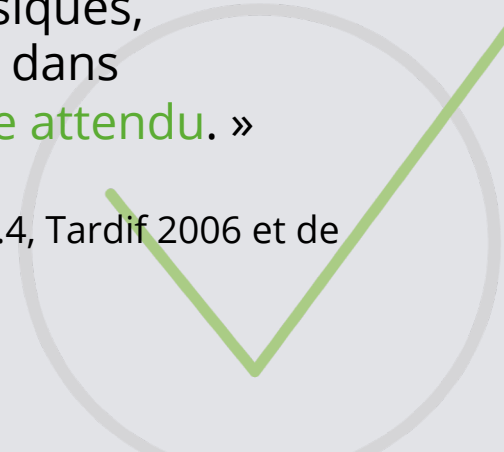 siques,
dans
e attendu. »
.4, Tardif 2006 et de